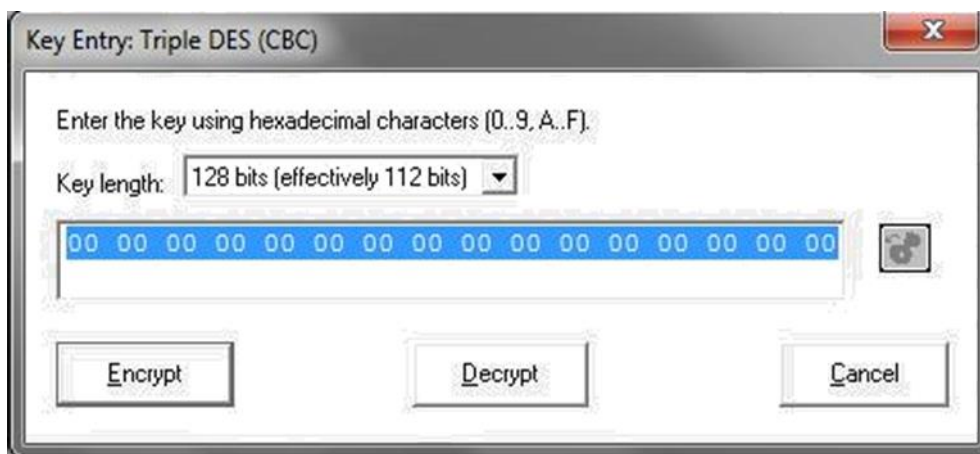 Key Entry: Triple DES (CBC)
Enter the key using hexadecimal characters (0..9, A..F).
Key length: 128 bits (effectively 112 bits)
00 00 00 00 00 00 00 00 00 00 00 00 00 00 00 00
Encrypt Decrypt Cancel